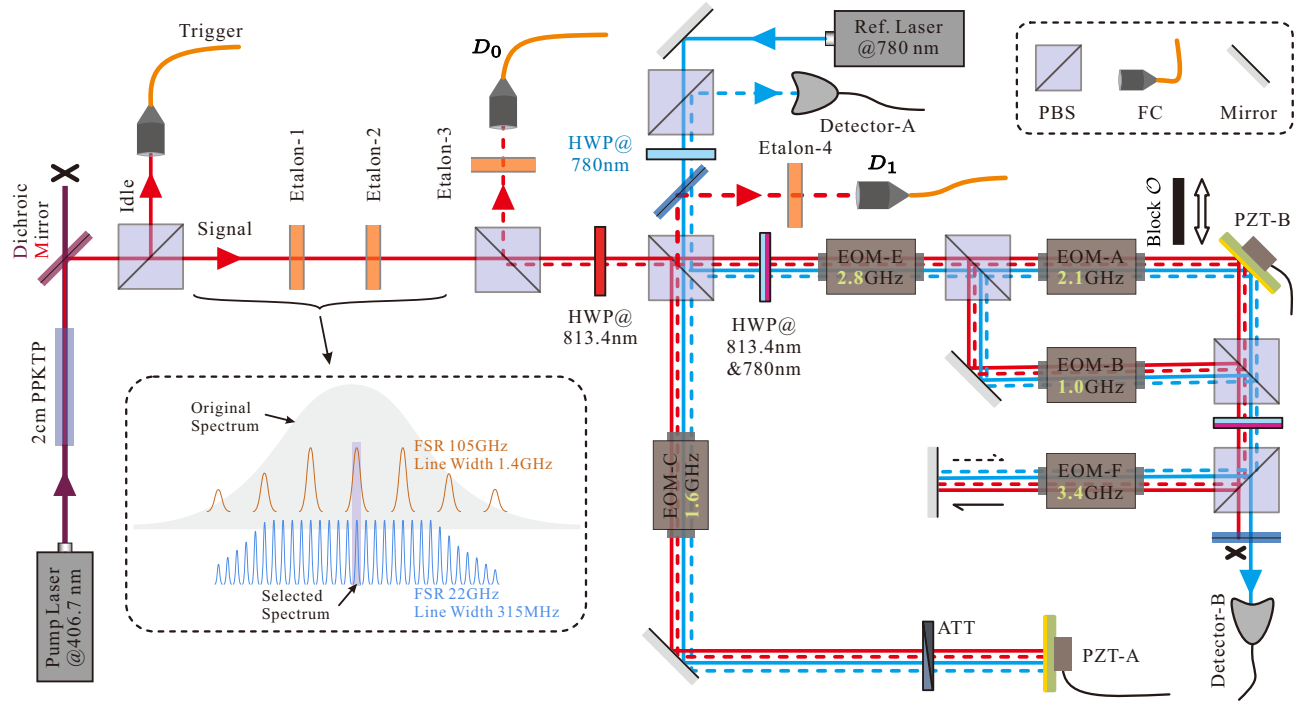 Trigger
D0
Ref. Laser
@780 nm
PBS
FC
Mirror
Detector-A
HWP@
780nm
Etalon-1
Etalon-2
Etalon-3
Etalon-4
D1
Dichroic
Mirror
Idle
Signal
Block O
PZT-B
EOM-E
2.8GHz
EOM-A
2.1GHz
HWP@
813.4nm
HWP@
813.4nm
&780nm
EOM-B
1.0GHz
2cm PPKTP
Original
Spectrum
FSR 105GHz
Line Width 1.4GHz
EOM-C
1.6GHz
EOM-F
3.4GHz
Selected
Spectrum
FSR 22GHz
Line Width 315MHz
Pump Laser
@406.7 nm
ATT
PZT-A
Detector-B